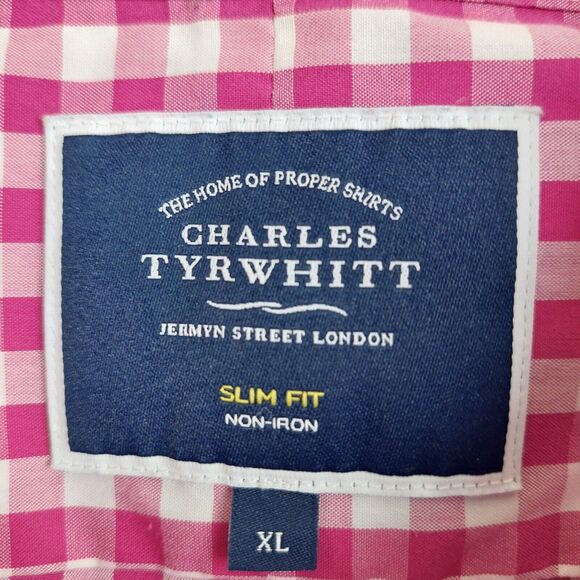 THE HOME OF PROPER SHIRTS
CHARLES
TYRWHITT
JERMYN STREET LONDON
SLIM FIT
NON-IRON
XL